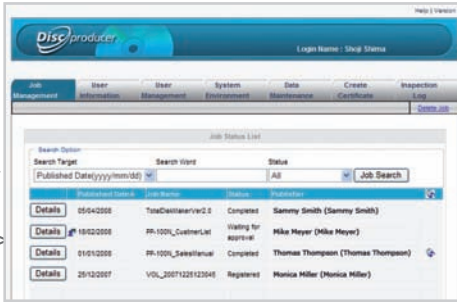 Help | Version
Disc producer
Login Name : Shoji Shima
Job Management User Information User Management System Environment Data Maintenance Create Certificate Inspection Log
Delete Job
Job Status List
Search Option
Search Target Search Word Status
Published Date(yyyy/mm/dd) All Job Search
Published Date Job Name Status Publisher
Details 05/04/2008 TotalDiskMakerVer2.0 Completed Sammy Smith (Sammy Smith)
Details 18/02/2008 PP-100N_CustmerList Waiting for approval Mike Meyer (Mike Meyer)
Details 01/01/2008 PP-100N_SalesManual Completed Thomas Thompson (Thomas Thompson)
Details 25/12/2007 VOL_20071225123045 Registered Monica Miller (Monica Miller)